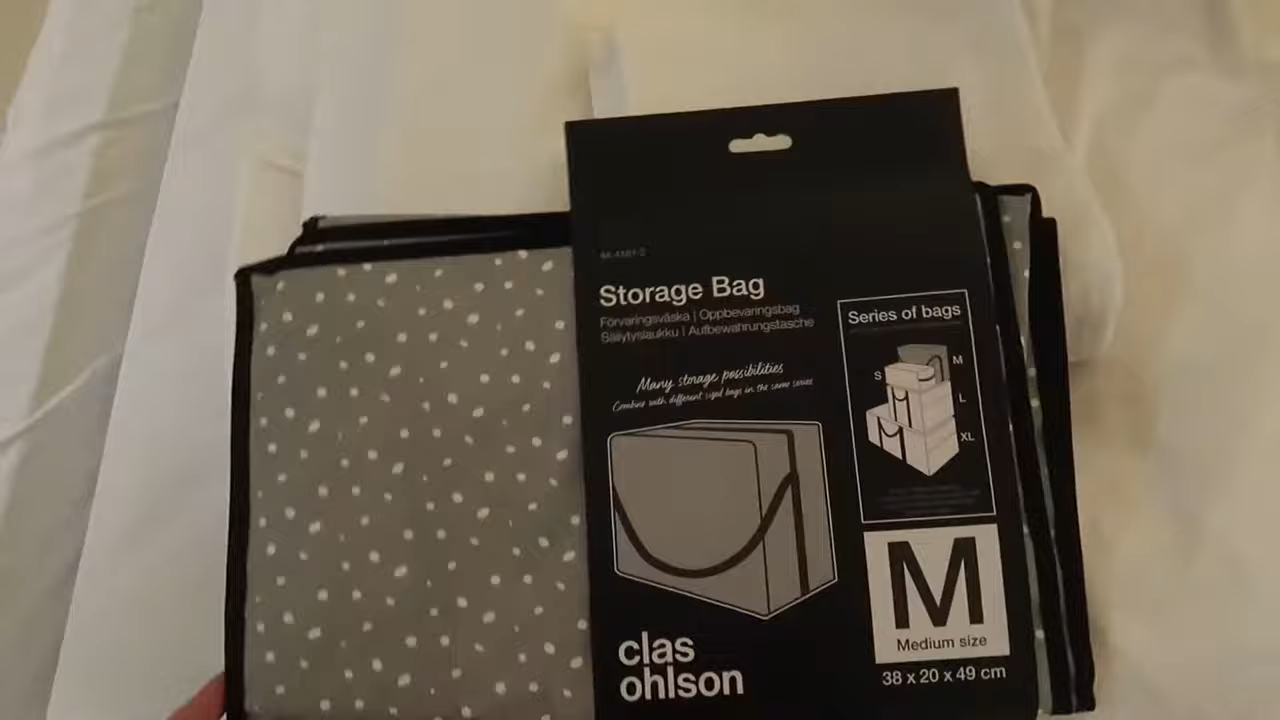 Storage Bag
Förvaringsväska | Oppbevaringsbag
Säilytyslaukku | Aufbewahrungstasche
Many storage possibilities
Combine with different sized bags in the same series
clas
ohlson
Series of bags
S
M
L
XL
M
Medium size
38 x 20 x 49 cm